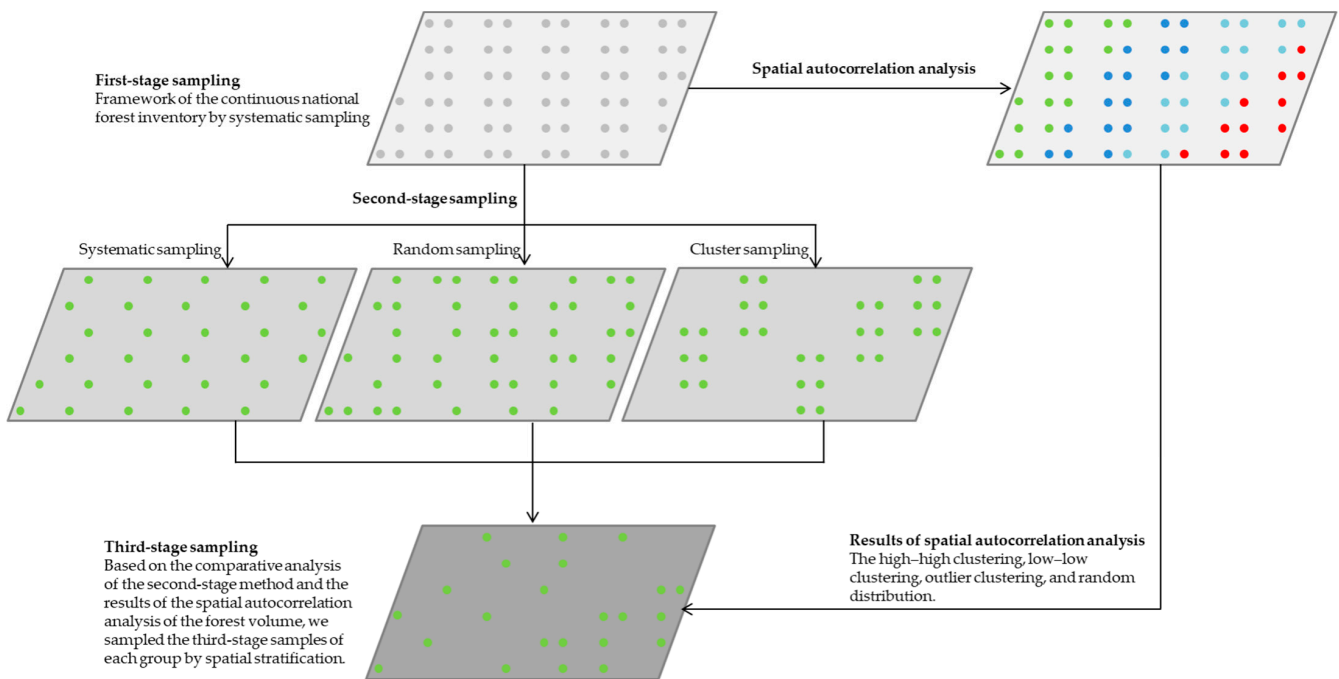 First-stage sampling
Framework of the continuous national
forest inventory by systematic sampling
Spatial autocorrelation analysis
Second-stage sampling
Systematic sampling
Random sampling
Cluster sampling
Third-stage sampling
Based on the comparative analysis
of the second-stage method and the
results of the spatial autocorrelation
analysis of the forest volume, we
sampled the third-stage samples of
each group by spatial stratification.
Results of spatial autocorrelation analysis
The high–high clustering, low–low
clustering, outlier clustering, and random
distribution.